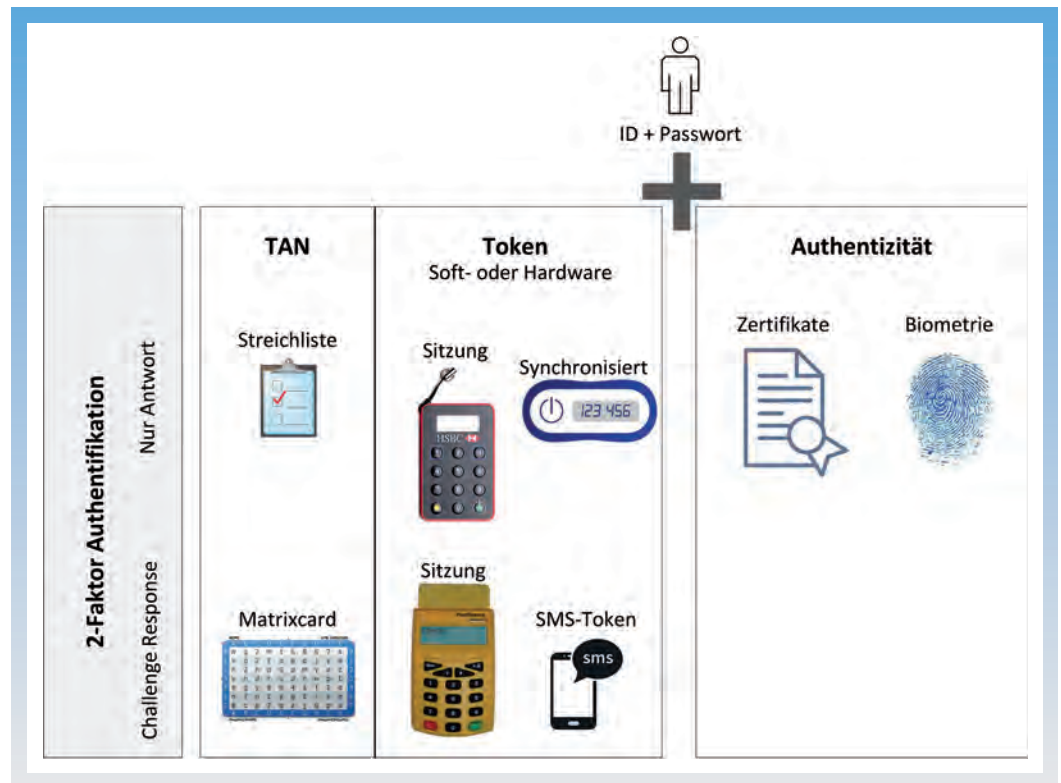 ID + Passwort
2-Faktor Authentifikation
Nur Antwort
Challenge Response
TAN
Streichliste
Matrixcard
Token
Soft- oder Hardware
Sitzung
HSBC
Synchronisiert
123 456
Sitzung
SMS-Token
sms
Authentizität
Zertifikate
Biometrie